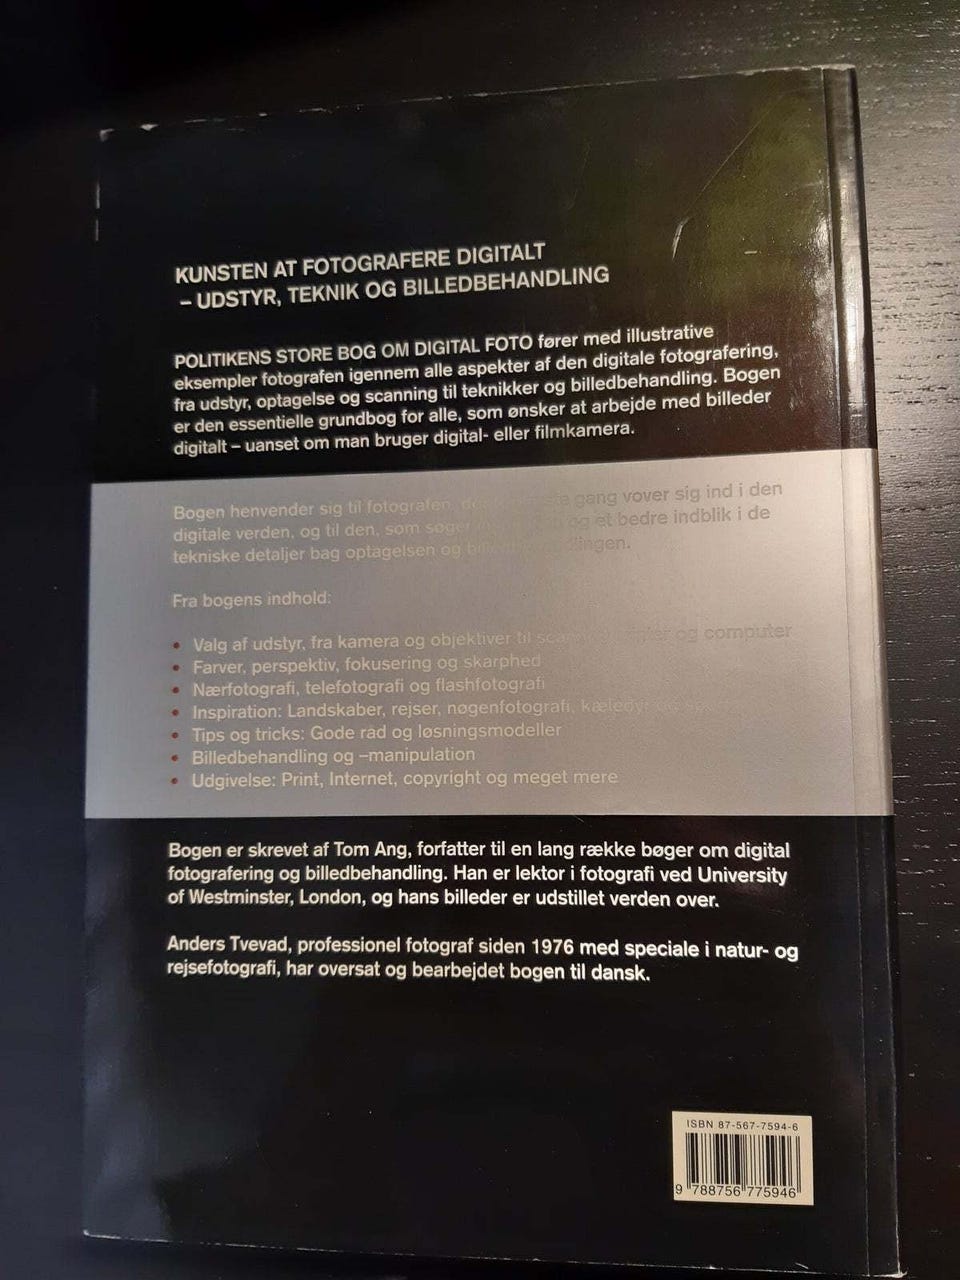 KUNSTEN AT FOTOGRAFERE DIGITALT
– UDSTYR, TEKNIK OG BILLEDBEHANDLING
POLITIKENS STORE BOG OM DIGITAL FOTO fører med illustrative
eksempler fotografen igennem alle aspekter af den digitale fotografering,
fra udstyr, optagelse og scanning til teknikker og billedbehandling. Bogen
er den essentielle grundbog for alle, som ønsker at arbejde med billeder
digitalt – uanset om man bruger digital- eller filmkamera.
Bogen henvender sig til fotografen, gang vover sig ind i den
digitale verden, og til den, som søger og et bedre indblik i de
tekniske detaljer bag optagelsen og
Fra bogens indhold:
• Valg af udstyr, fra kamera og objektiver til og computer
• Farver, perspektiv, fokusering og skarphed
• Nærfotografi, telefotografi og flashfotografi
• Inspiration: Landskaber, rejser, nøgenfotografi, kæledyr
• Tips og tricks: Gode råd og løsningsmodeller
• Billedbehandling og –manipulation
• Udgivelse: Print, Internet, copyright og meget mere
Bogen er skrevet af Tom Ang, forfatter til en lang række bøger om digital
fotografering og billedbehandling. Han er lektor i fotografi ved University
of Westminster, London, og hans billeder er udstillet verden over.
Anders Tvevad, professionel fotograf siden 1976 med speciale i natur- og
rejsefotografi, har oversat og bearbejdet bogen til dansk.
ISBN 87-567-7594-6
9 788756 775946